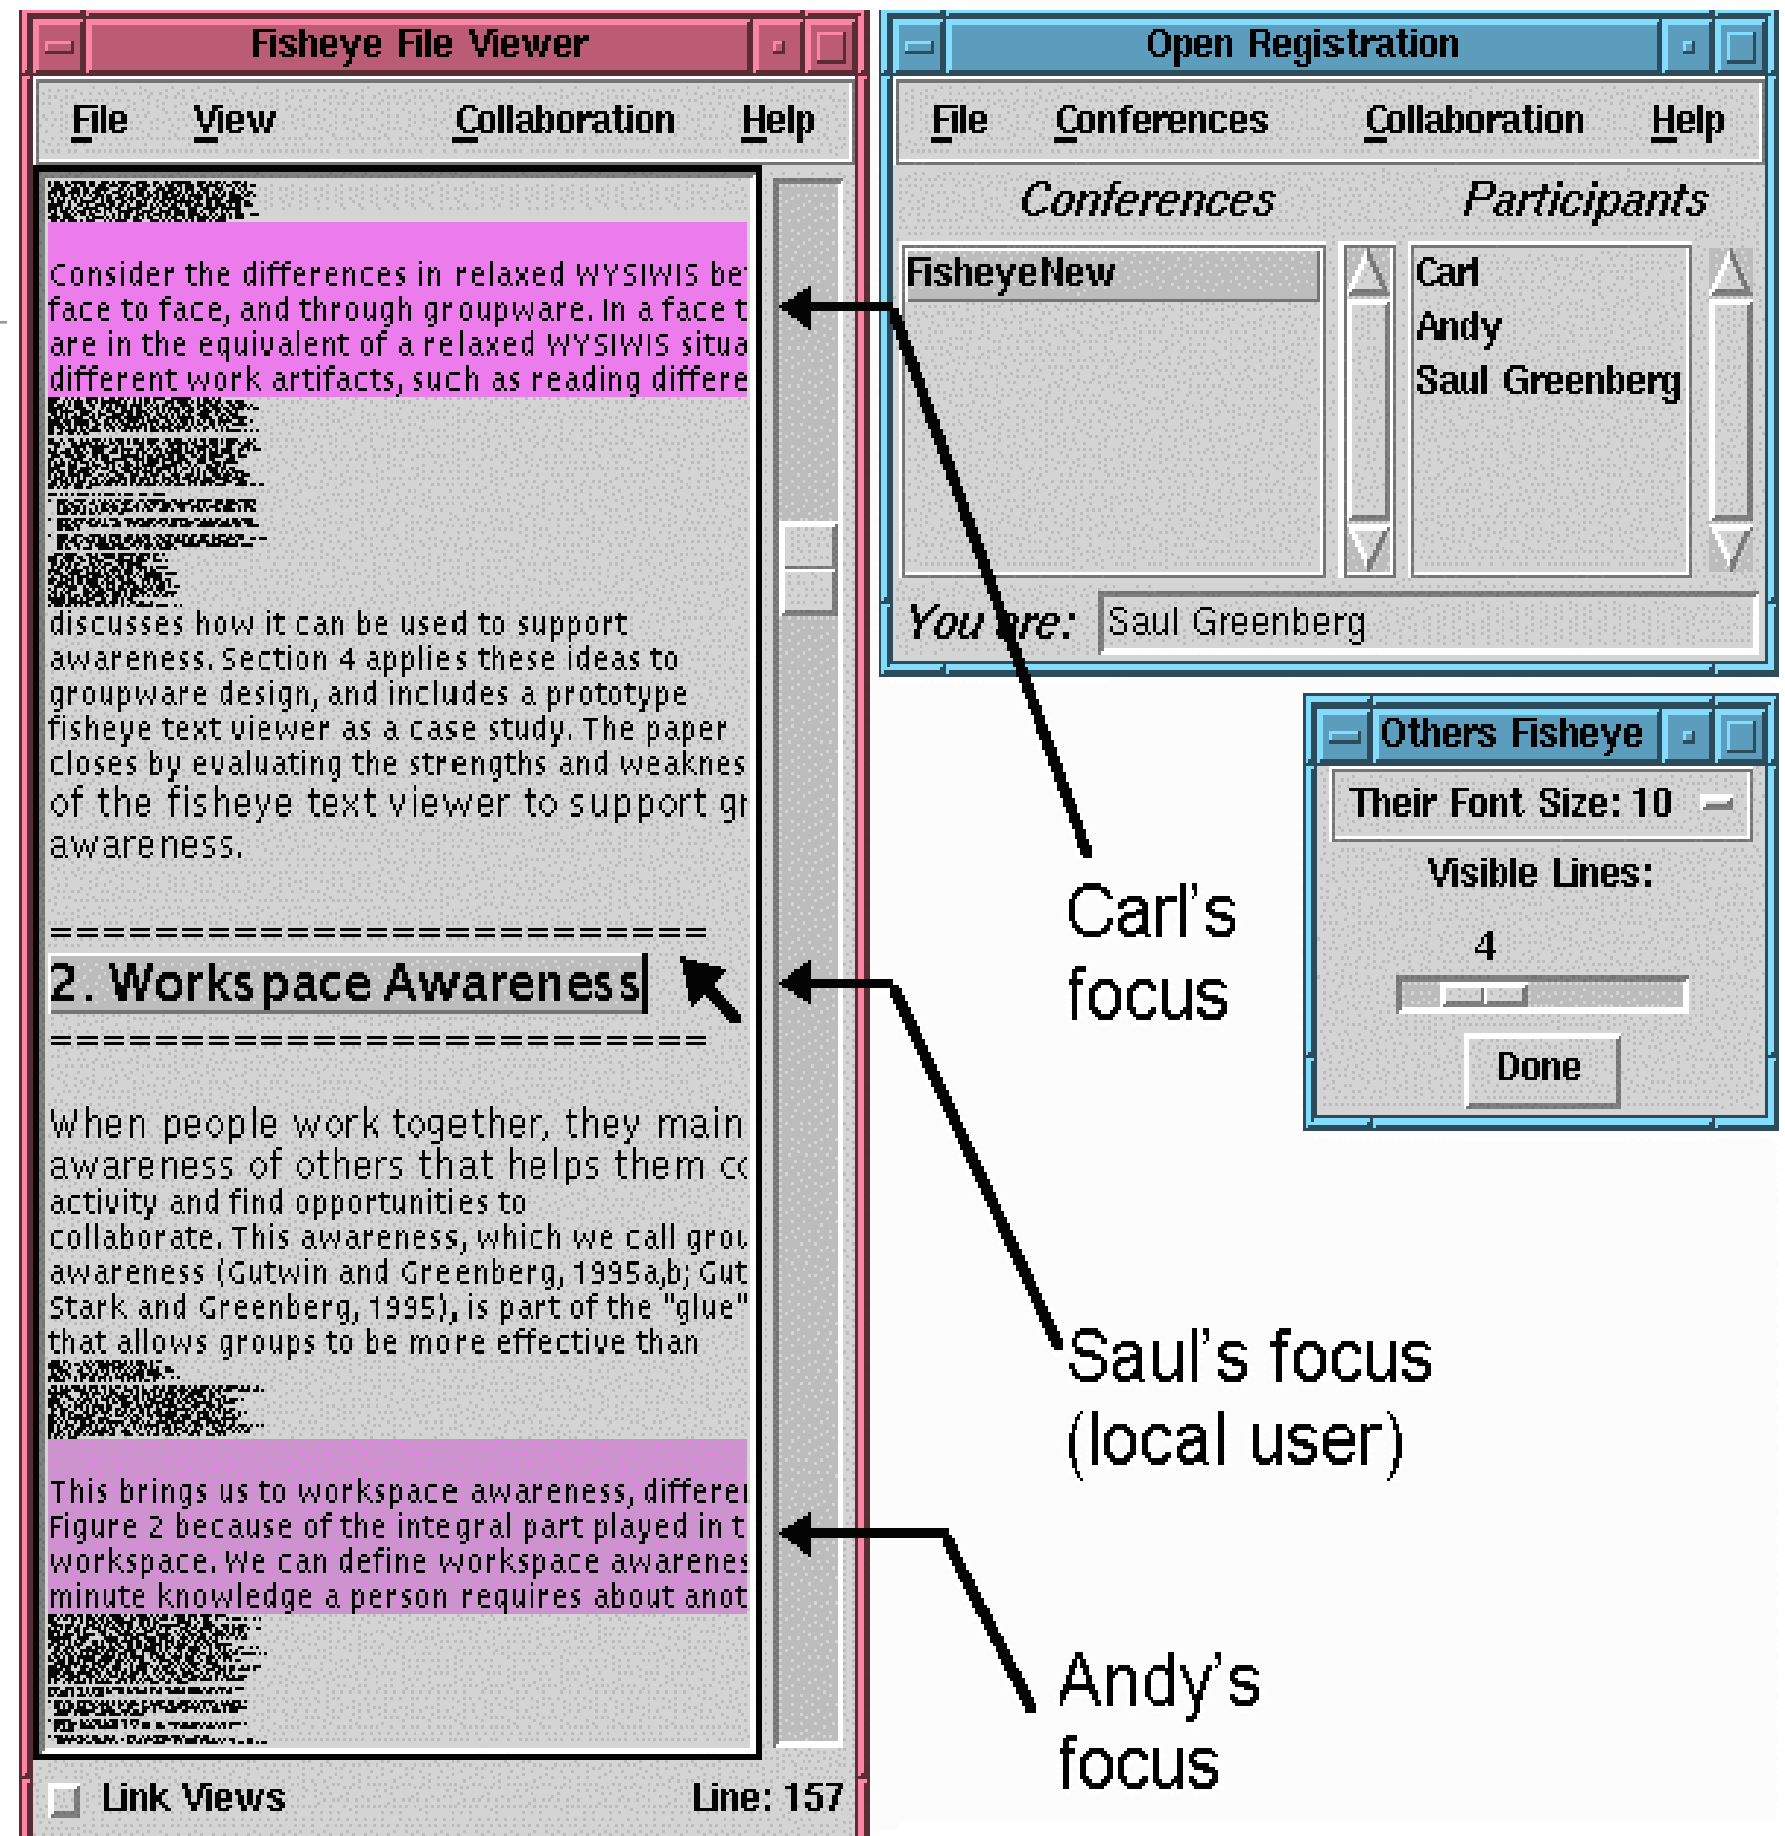 Fisheye File Viewer
File View Collaboration Help
Consider the differences in relaxed WYSIWIS be
face to face, and through groupware. In a face t
are in the equivalent of a relaxed WYSIWIS situa
different work artifacts, such as reading differe
discusses how it can be used to support
awareness. Section 4 applies these ideas to
groupware design, and includes a prototype
fisheye text viewer as a case study. The paper
closes by evaluating the strengths and weaknes
of the fisheye text viewer to support gr
awareness.
==========================
2. Workspace Awareness
==========================
When people work together, they main
awareness of others that helps them co
activity and find opportunities to
collaborate. This awareness, which we call grou
awareness (Gutwin and Greenberg, 1995a,b; Gut
Stark and Greenberg, 1995), is part of the "glue"
that allows groups to be more effective than
This brings us to workspace awareness, differen
Figure 2 because of the integral part played in t
workspace. We can define workspace awarenes
minute knowledge a person requires about anot
Link Views Line: 157
Open Registration
File Conferences Collaboration Help
Conferences Participants
FisheyeNew
Carl
Andy
Saul Greenberg
You are: Saul Greenberg
Others Fisheye
Their Font Size: 10
Visible Lines:
4
Done
Carl's
focus
Saul's focus
(local user)
Andy's
focus